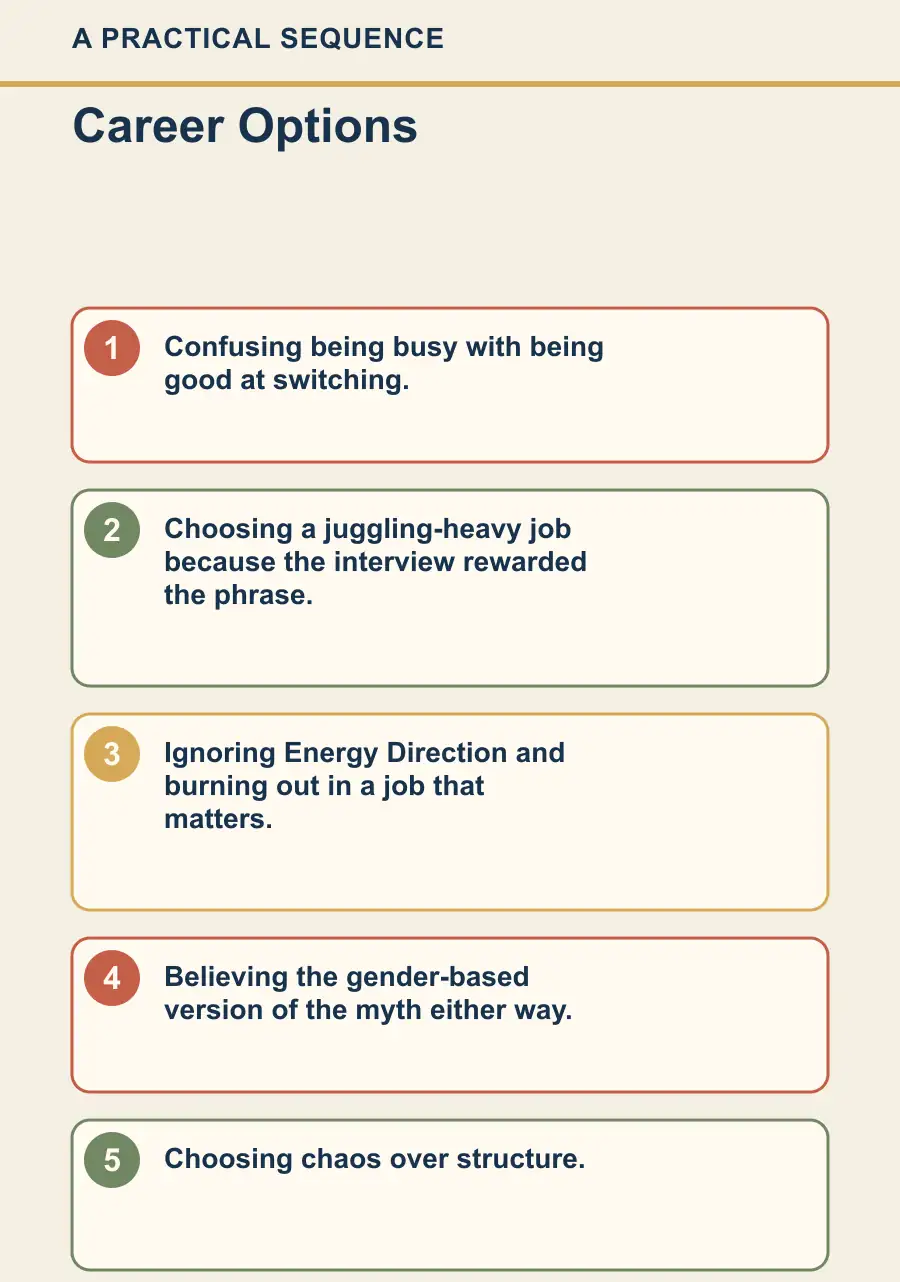 A PRACTICAL SEQUENCE
Career Options
1
Confusing being busy with being
good at switching.
2
Choosing a juggling-heavy job
because the interview rewarded
the phrase.
3
Ignoring Energy Direction and
burning out in a job that
matters.
4
Believing the gender-based
version of the myth either way.
5
Choosing chaos over structure.